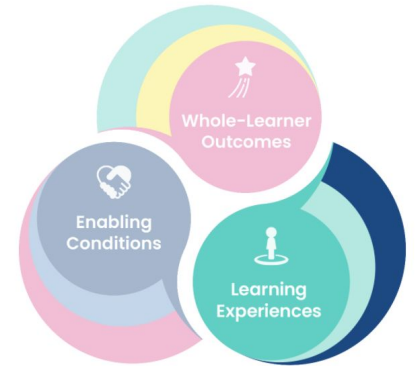 Whole-Learner
Outcomes
Enabling
Conditions
Learning
Experiences